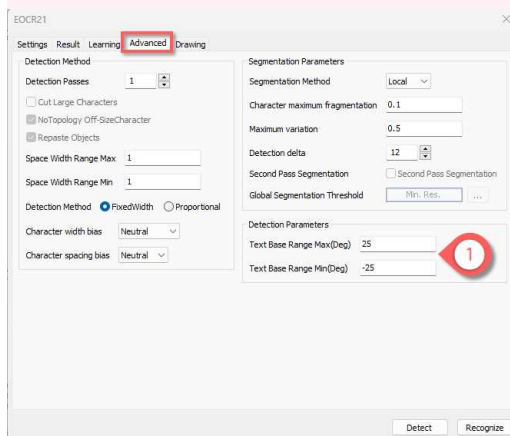 EOCR21
Settings Result Learning Advanced Drawing
Detection Method
Detection Passes 1
Cut Large Characters
NoTopology Off-SizeCharacter
Repaste Objects
Space Width Range Max 1
Space Width Range Min 1
Detection Method FixedWidth Proportional
Character width bias Neutral
Character spacing bias Neutral
Segmentation Parameters
Segmentation Method Local
Character maximum fragmentation 0.1
Maximum variation 0.5
Detection delta 12
Second Pass Segmentation Second Pass Segmentation
Global Segmentation Threshold Min. Res. ...
Detection Parameters
Text Base Range Max(Deg) 25
Text Base Range Min(Deg) -25
1
Detect Recognize